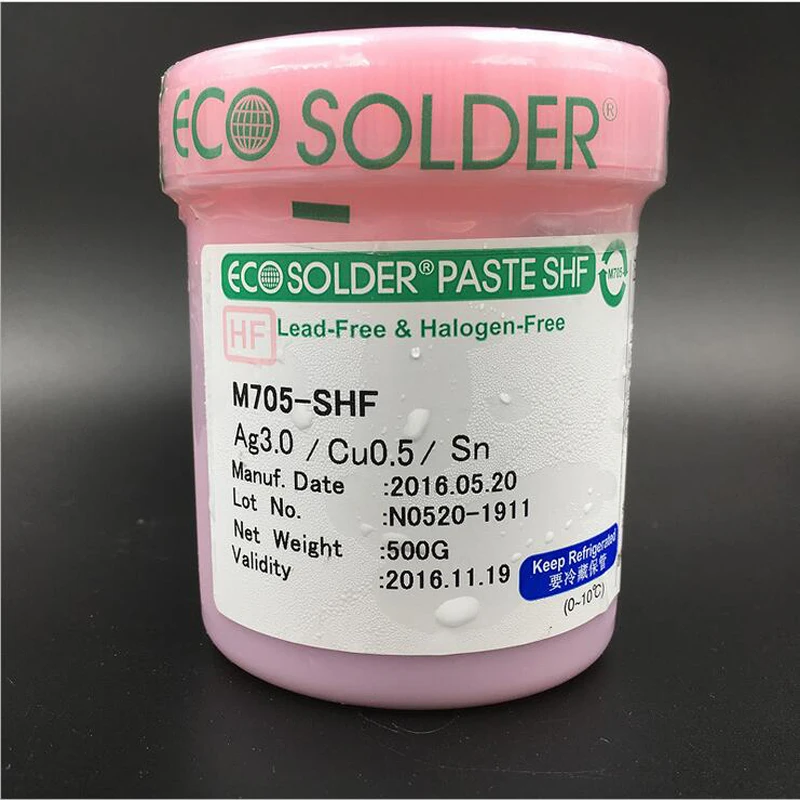 ECO SOLDER®
ECO SOLDER® PASTE SHF
M705
HF
Lead-Free & Halogen-Free
M705-SHF
Ag3.0 / Cu0.5 / Sn
Manuf. Date :2016.05.20
Lot No. :N0520-1911
Net Weight :500G
Validity :2016.11.19
Keep Refrigerated
要冷蔵保管
(0~10℃)